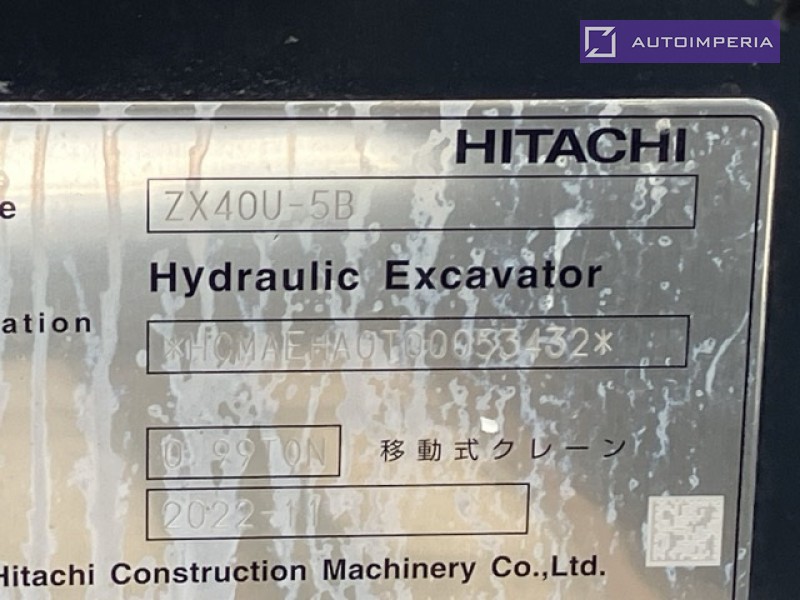 AUTOIMPERIA
HITACHI
e
ZX40U-5B
Hydraulic Excavator
ation
*HCMAEHA0T00053432*
0.99TON 移動式クレーン
2022-11
Hitachi Construction Machinery Co.,Ltd.